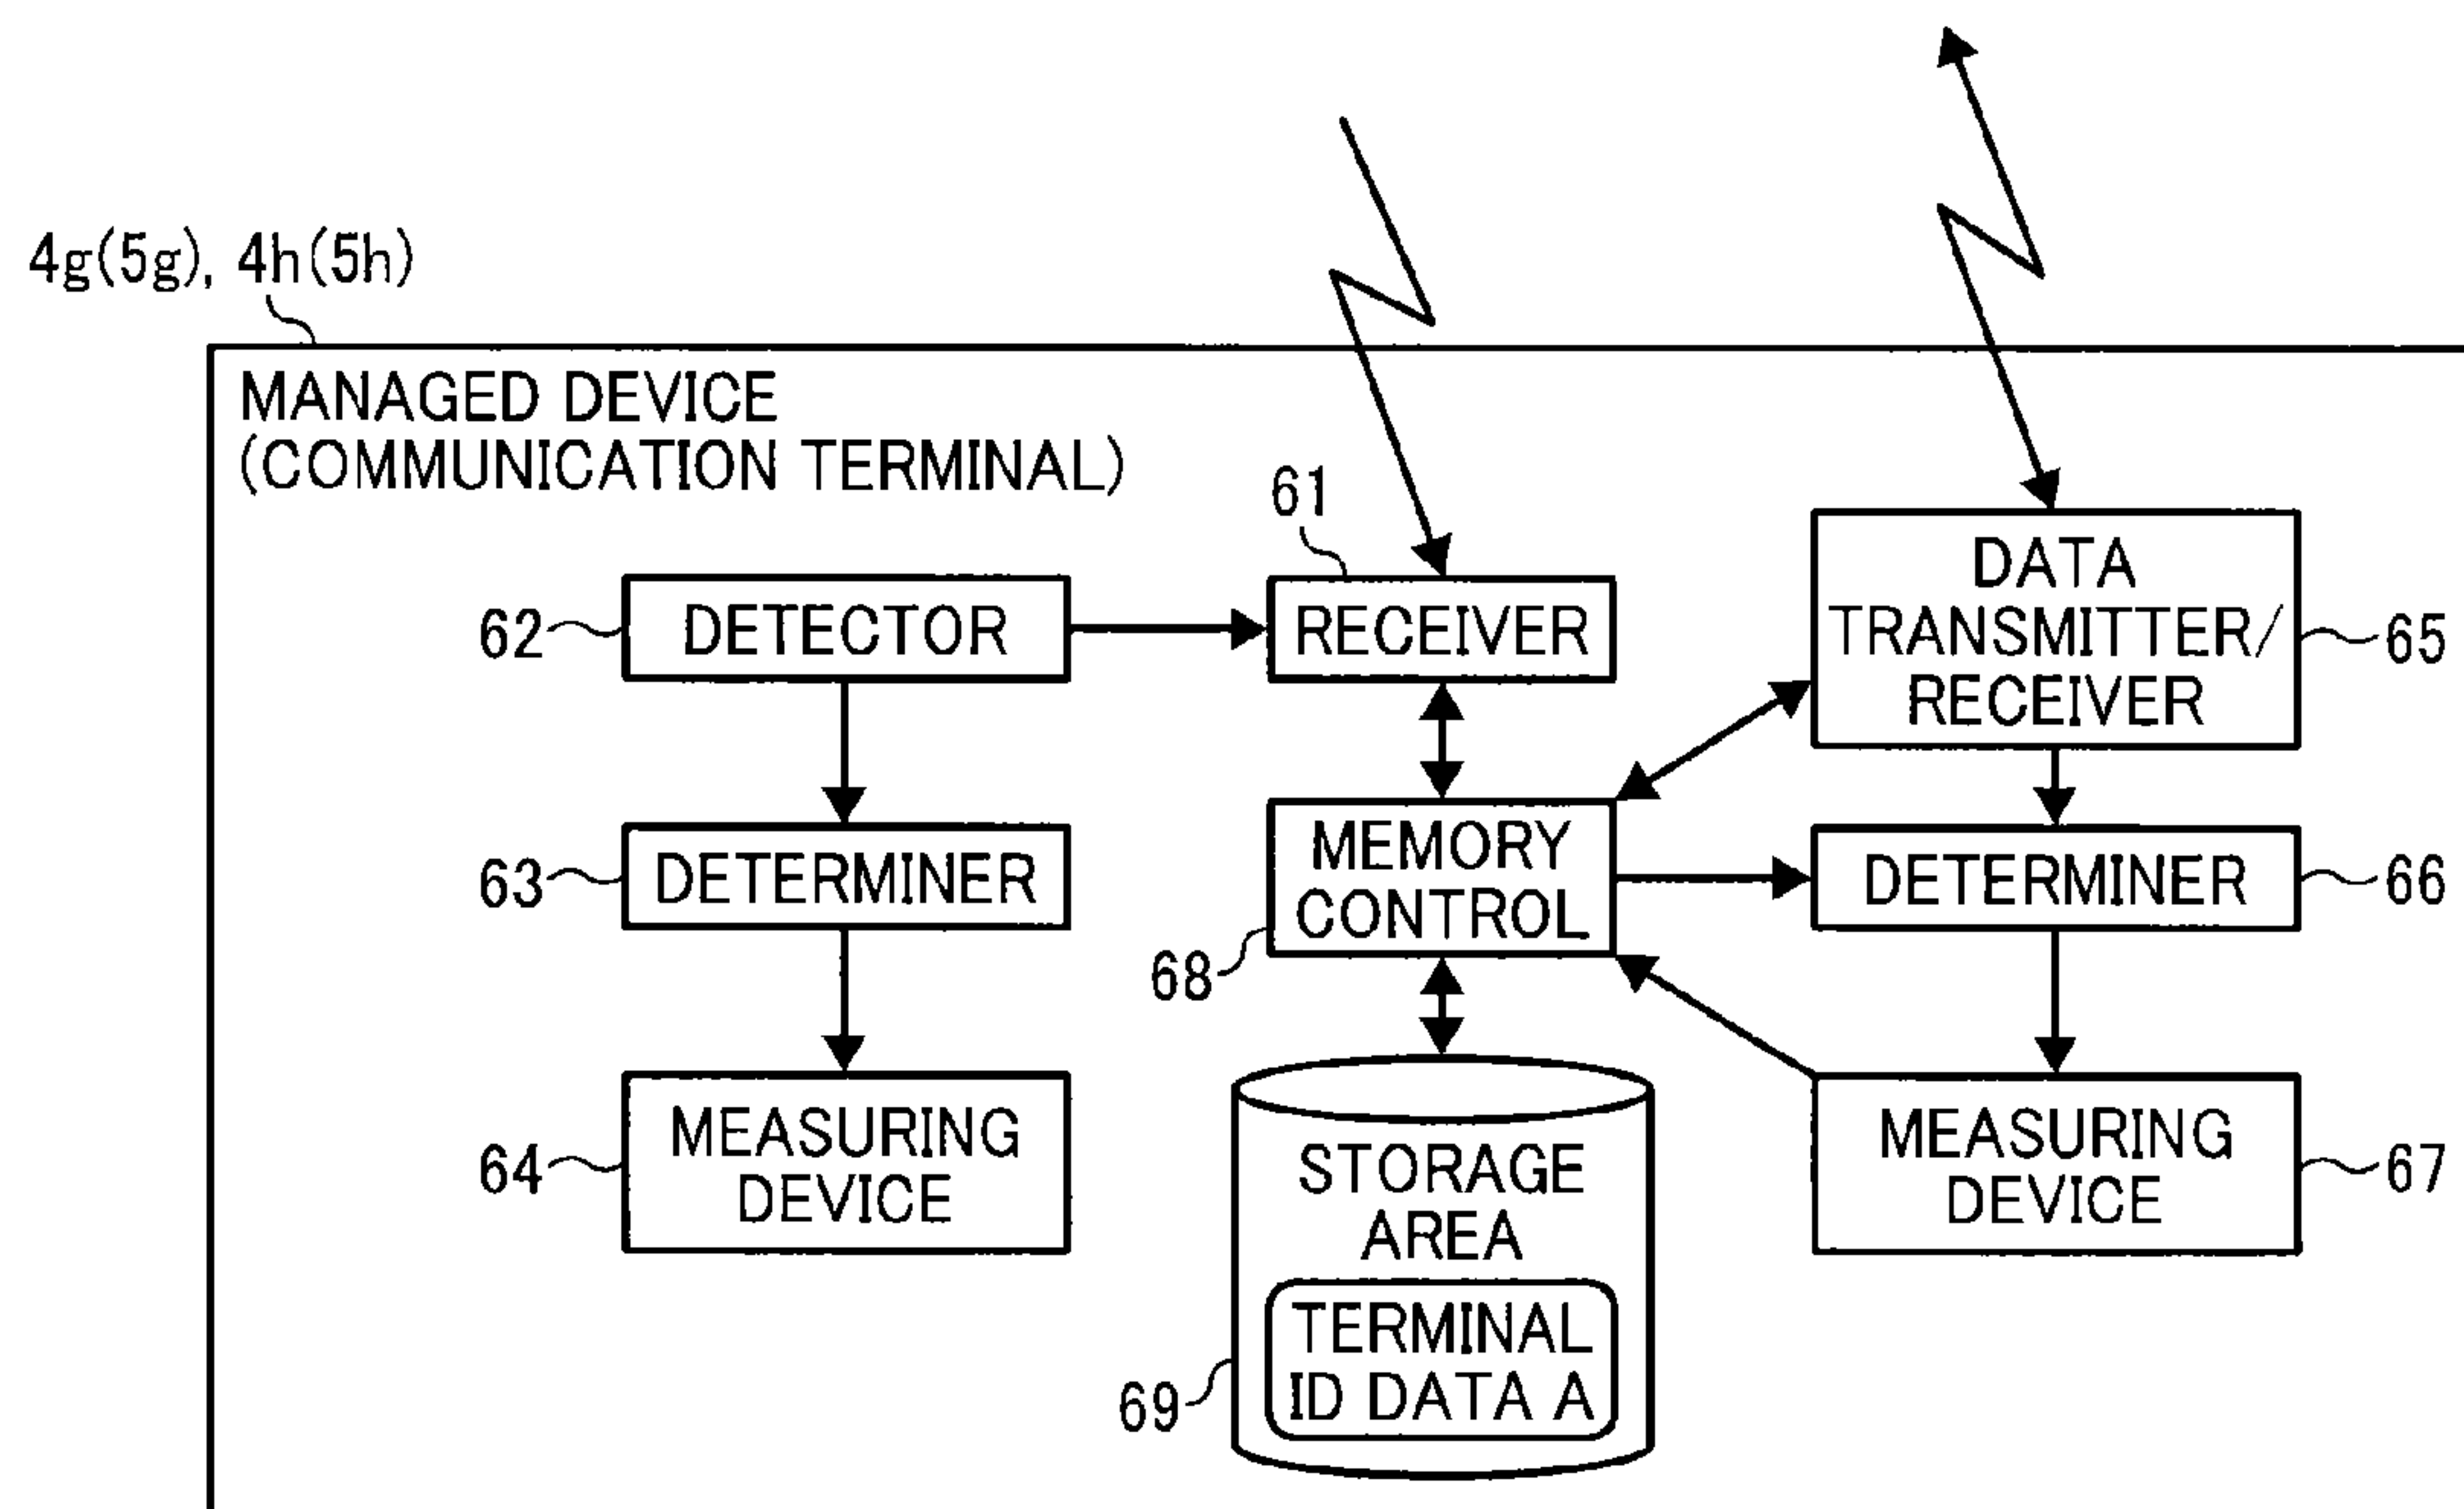 4g(5g), 4h(5h)
MANAGED DEVICE
(COMMUNICATION TERMINAL)
61
62
DETECTOR
RECEIVER
DATA
TRANSMITTER/
RECEIVER
65
63
DETERMINER
MEMORY
CONTROL
68
DETERMINER
66
64
MEASURING
DEVICE
STORAGE
AREA
TERMINAL
ID DATA A
69
MEASURING
DEVICE
67